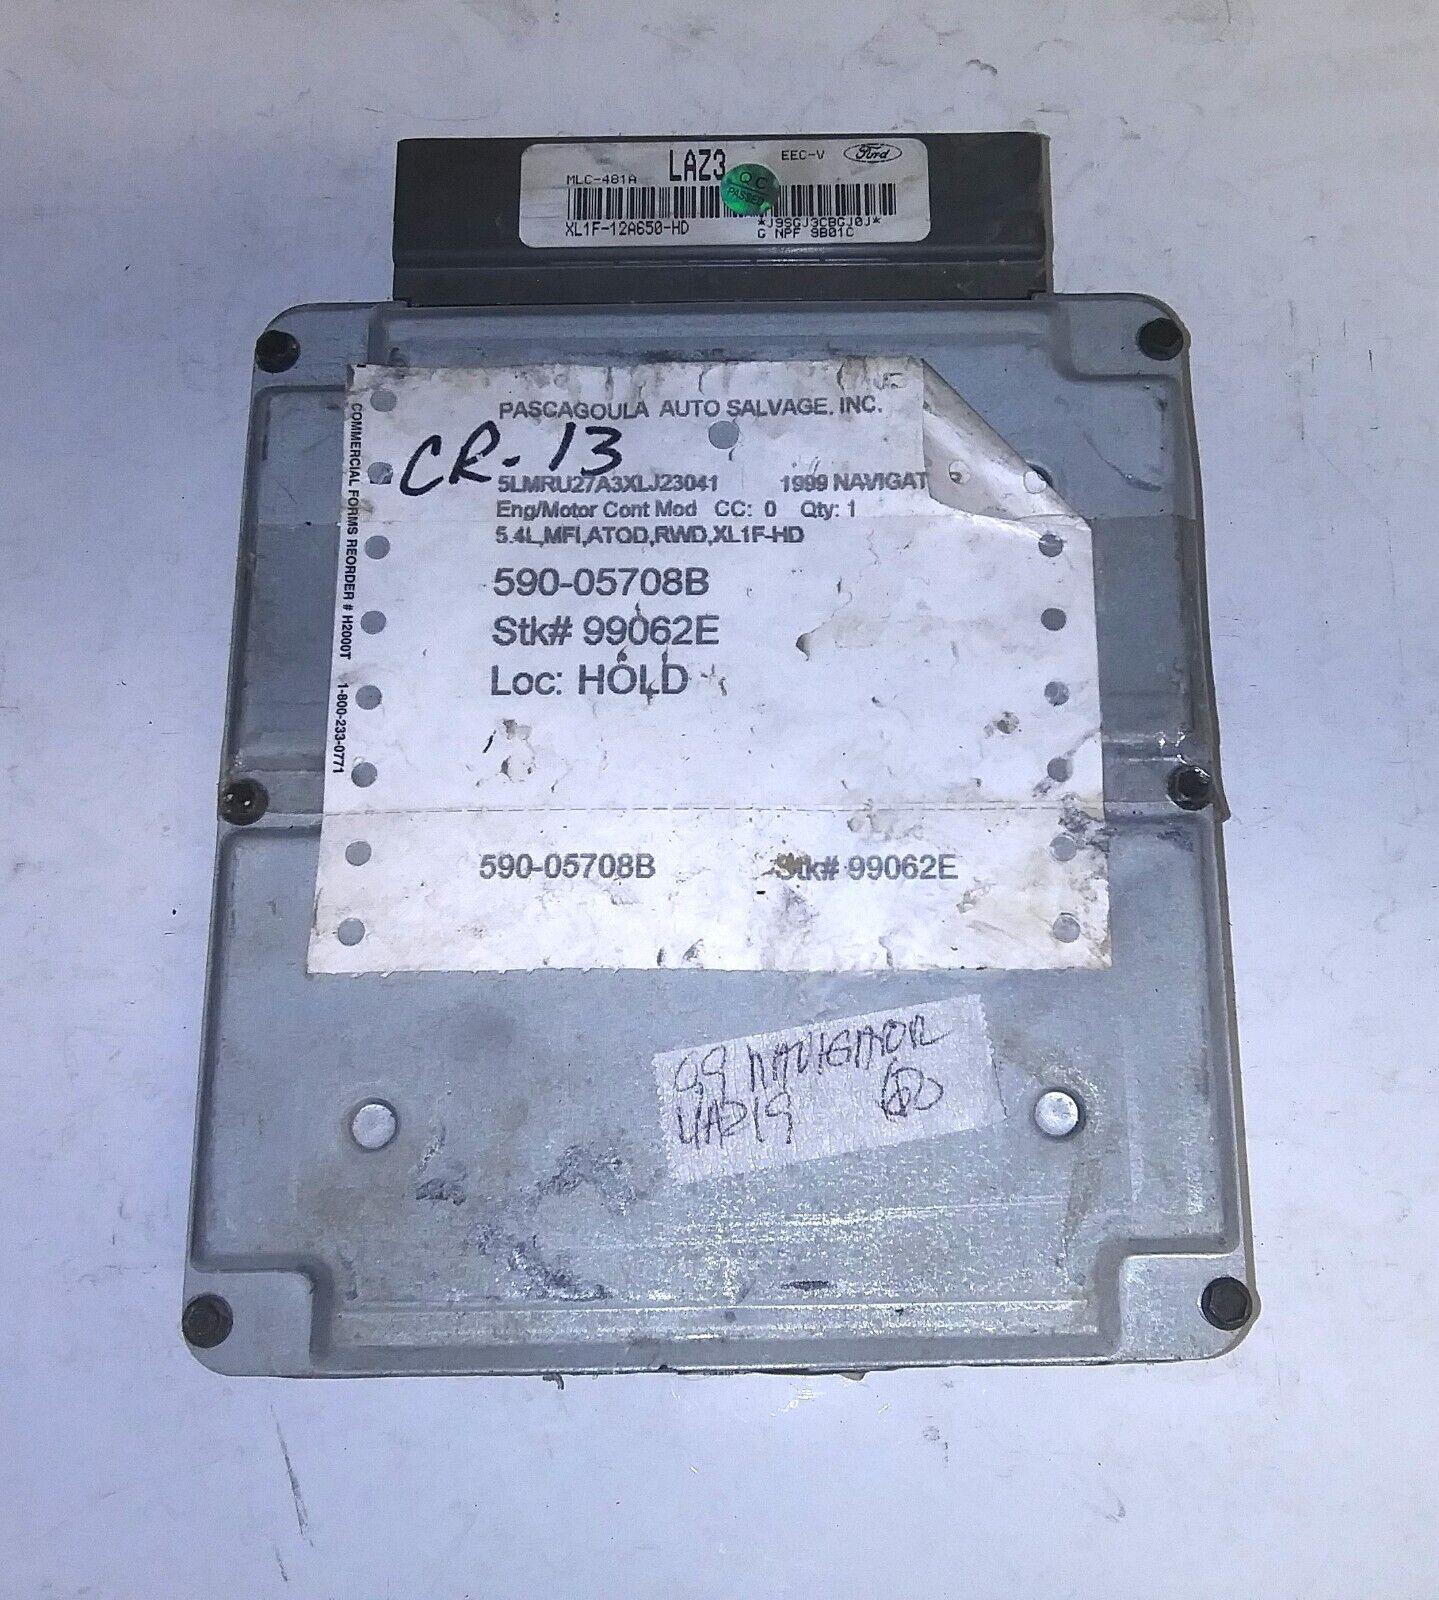 LAZ3 EEC-V Ford
MLC-481A
QC
PASSED
XL1F-12A650-HD *J9SGJ3CBGJ0J*
G NPF 9B01C
PASCAGOULA AUTO SALVAGE, INC.
CR-13
5LMRU27A3XLJ23041 1999 NAVIGAT
Eng/Motor Cont Mod CC: 0 Qty: 1
5.4L,MFI,ATOD,RWD,XL1F-HD
590-05708B
Stk# 99062E
Loc: HOLD
590-05708B Stk# 99062E
COMMERCIAL FORMS REORDER # H2000T 1-800-233-0771
99 NAVIGATOR